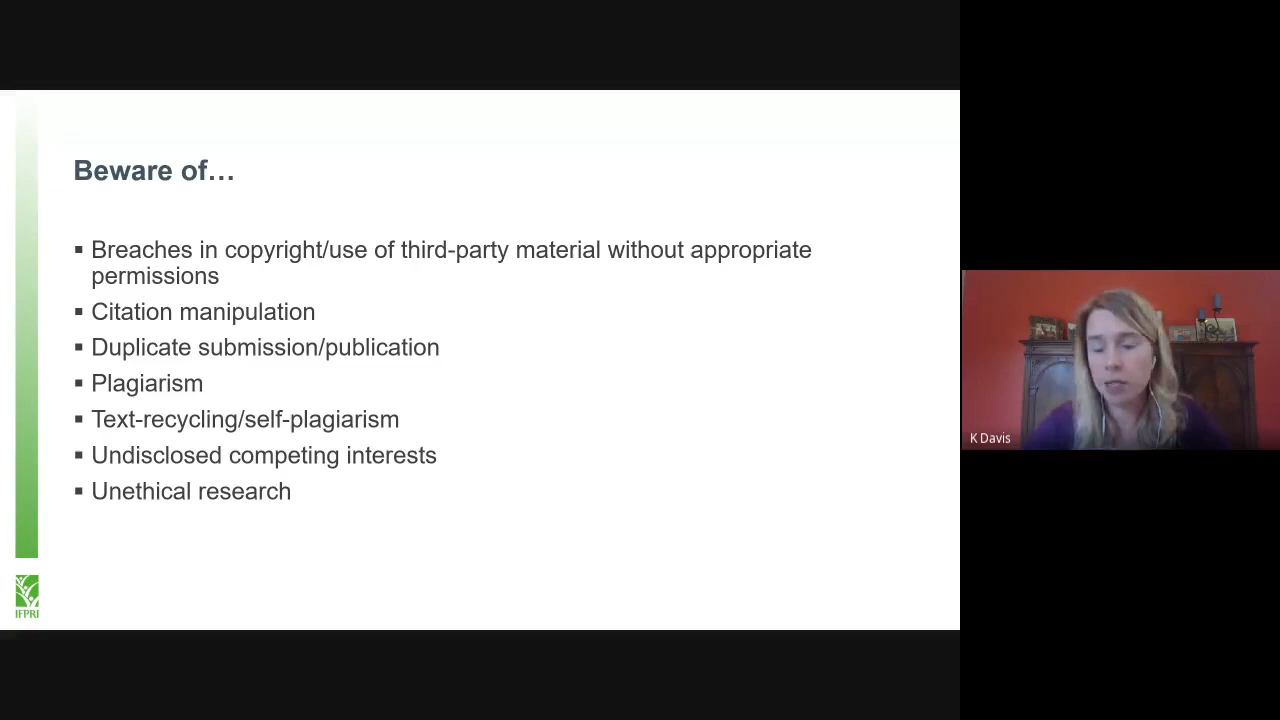 Beware of…
▪ Breaches in copyright/use of third-party material without appropriate
permissions
▪ Citation manipulation
▪ Duplicate submission/publication
▪ Plagiarism
▪ Text-recycling/self-plagiarism
▪ Undisclosed competing interests
▪ Unethical research
IFPRI
K Davis